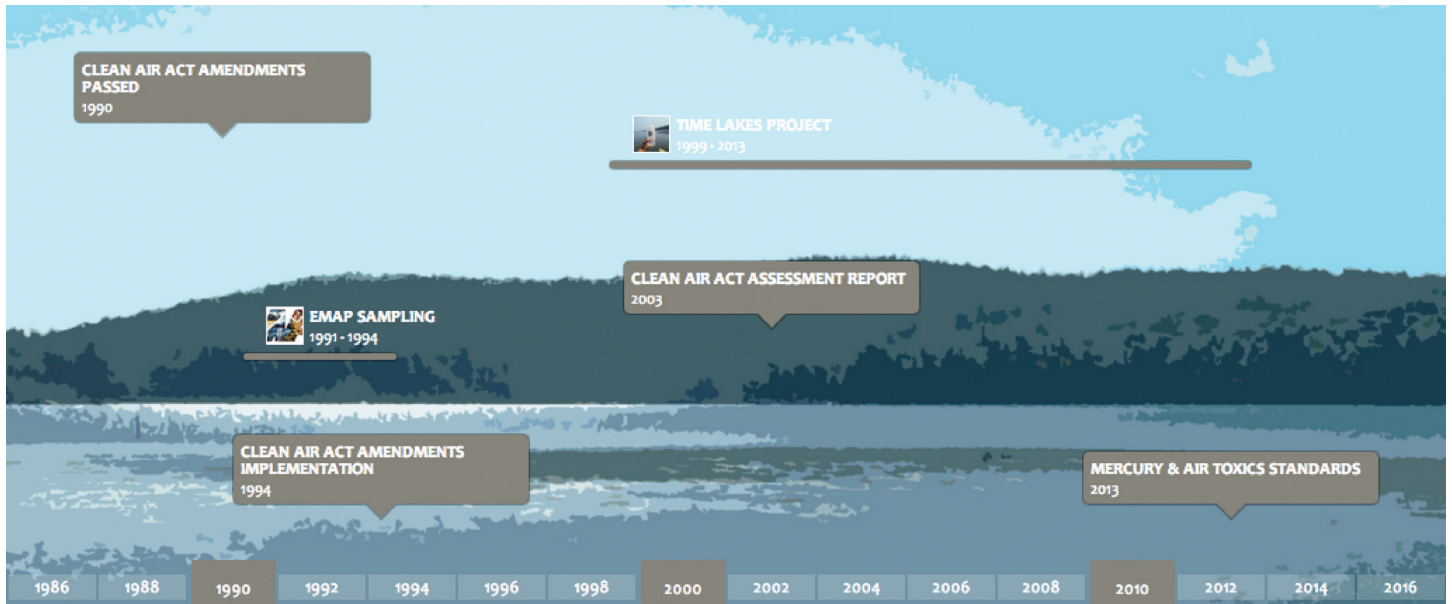 CLEAN AIR ACT AMENDMENTS
PASSED
1990
TIME LAKES PROJECT
1999 - 2013
CLEAN AIR ACT ASSESSMENT REPORT
2003
EMAP SAMPLING
1991 - 1994
CLEAN AIR ACT AMENDMENTS
IMPLEMENTATION
1994
MERCURY & AIR TOXICS STANDARDS
2013
1986 1988 1990 1992 1994 1996 1998 2000 2002 2004 2006 2008 2010 2012 2014 2016